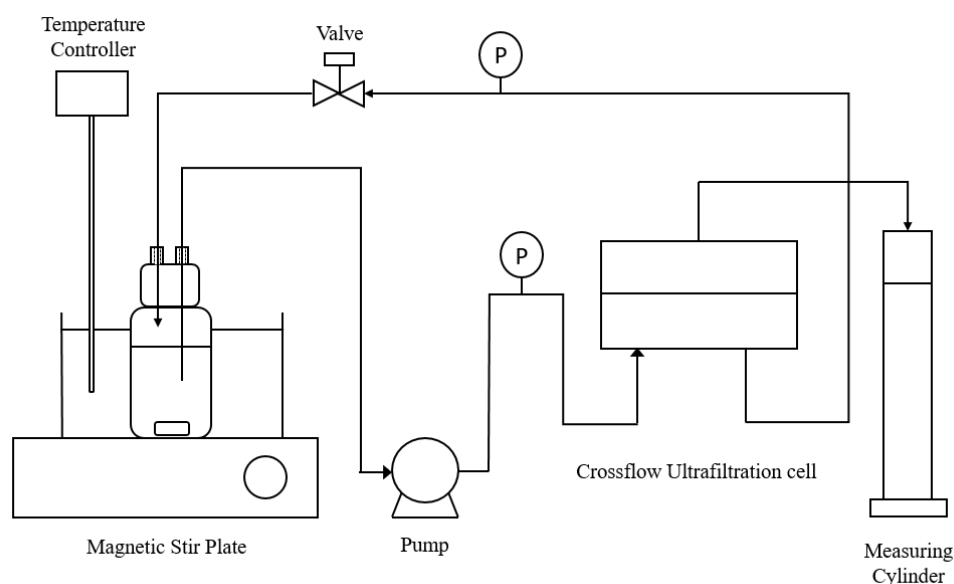 Temperature
Controller
Valve
P
P
Crossflow Ultrafiltration cell
Magnetic Stir Plate
Pump
Measuring
Cylinder